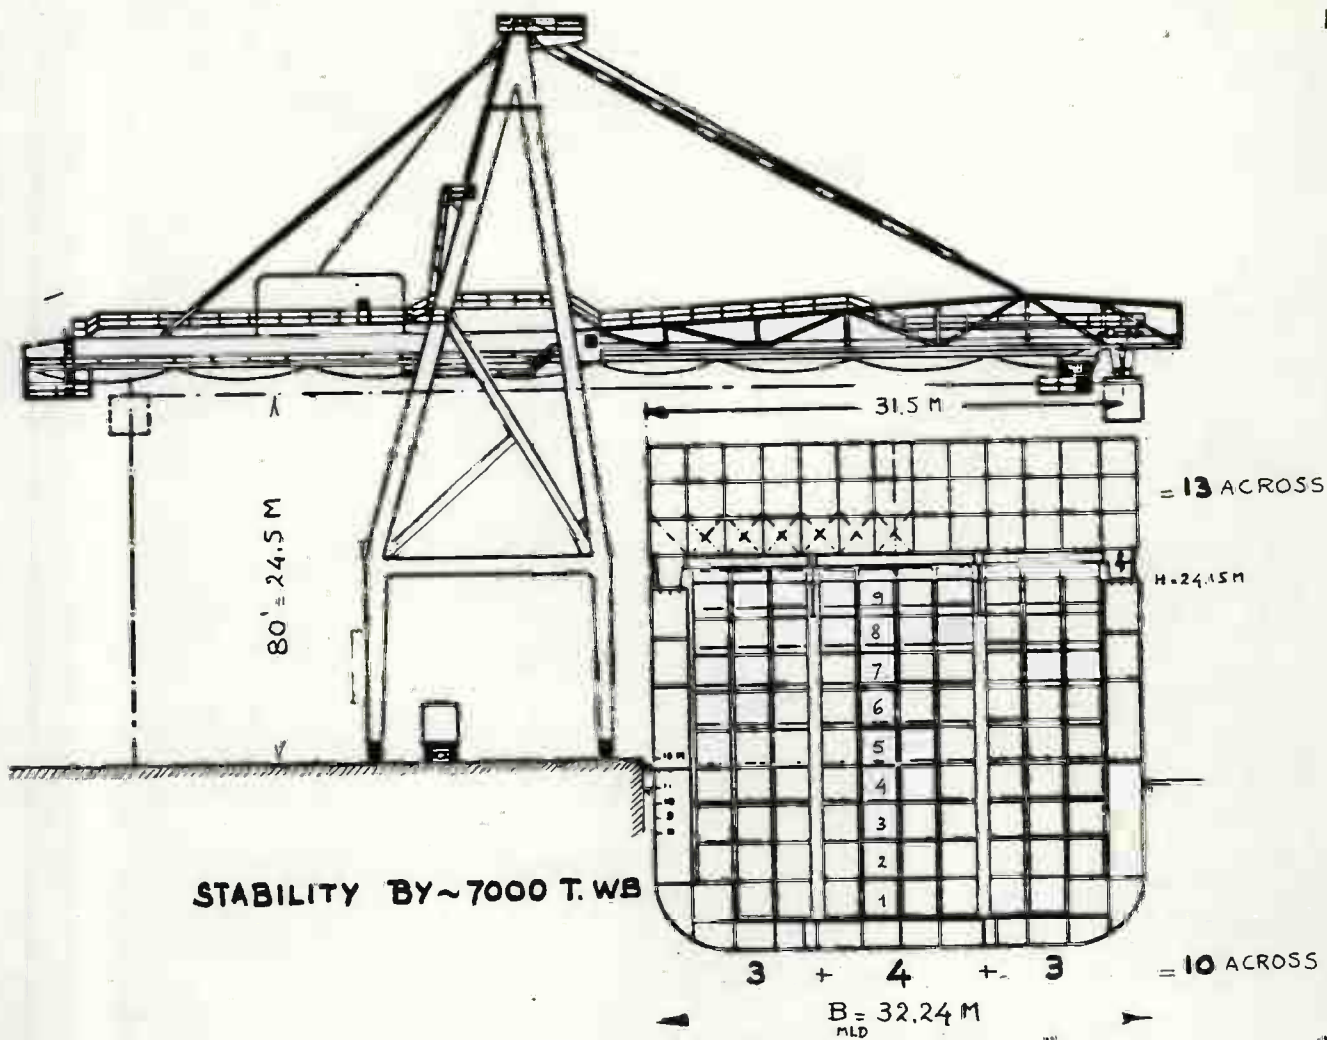 31.5 M
= 13 ACROSS
80' = 24.5 M
H = 24.15 M
9
8
7
6
5
4
3
2
1
STABILITY BY ~ 7000 T. WB
3 + 4 + 3
= 10 ACROSS
B = 32.24 M
MLD